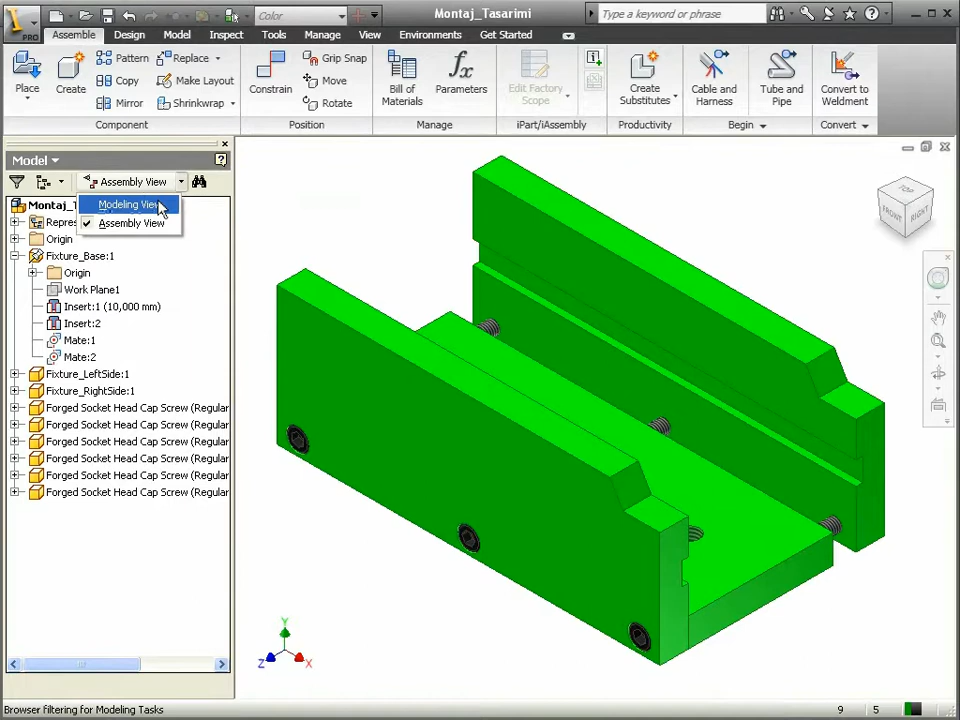 Color
Montaj_Tasarimi
Type a keyword or phrase
PRO
Assemble
Design
Model
Inspect
Tools
Manage
View
Environments
Get Started
Place
Create
Pattern
Copy
Mirror
Replace
Make Layout
Shrinkwrap
Component
Constrain
Grip Snap
Move
Rotate
Position
Bill of
Materials
Parameters
Manage
Edit Factory
Scope
iPart/iAssembly
Create
Substitutes
Productivity
Cable and
Harness
Tube and
Pipe
Begin
Convert to
Weldment
Convert
Model
Assembly View
Modeling View
Assembly View
Montaj_T
Repres
Origin
Fixture_Base:1
Origin
Work Plane1
Insert:1 (10,000 mm)
Insert:2
Mate:1
Mate:2
Fixture_LeftSide:1
Fixture_RightSide:1
Forged Socket Head Cap Screw (Regular
Forged Socket Head Cap Screw (Regular
Forged Socket Head Cap Screw (Regular
Forged Socket Head Cap Screw (Regular
Forged Socket Head Cap Screw (Regular
Forged Socket Head Cap Screw (Regular
TOP
FRONT
RIGHT
Y
Z
X
Browser filtering for Modeling Tasks
9
5